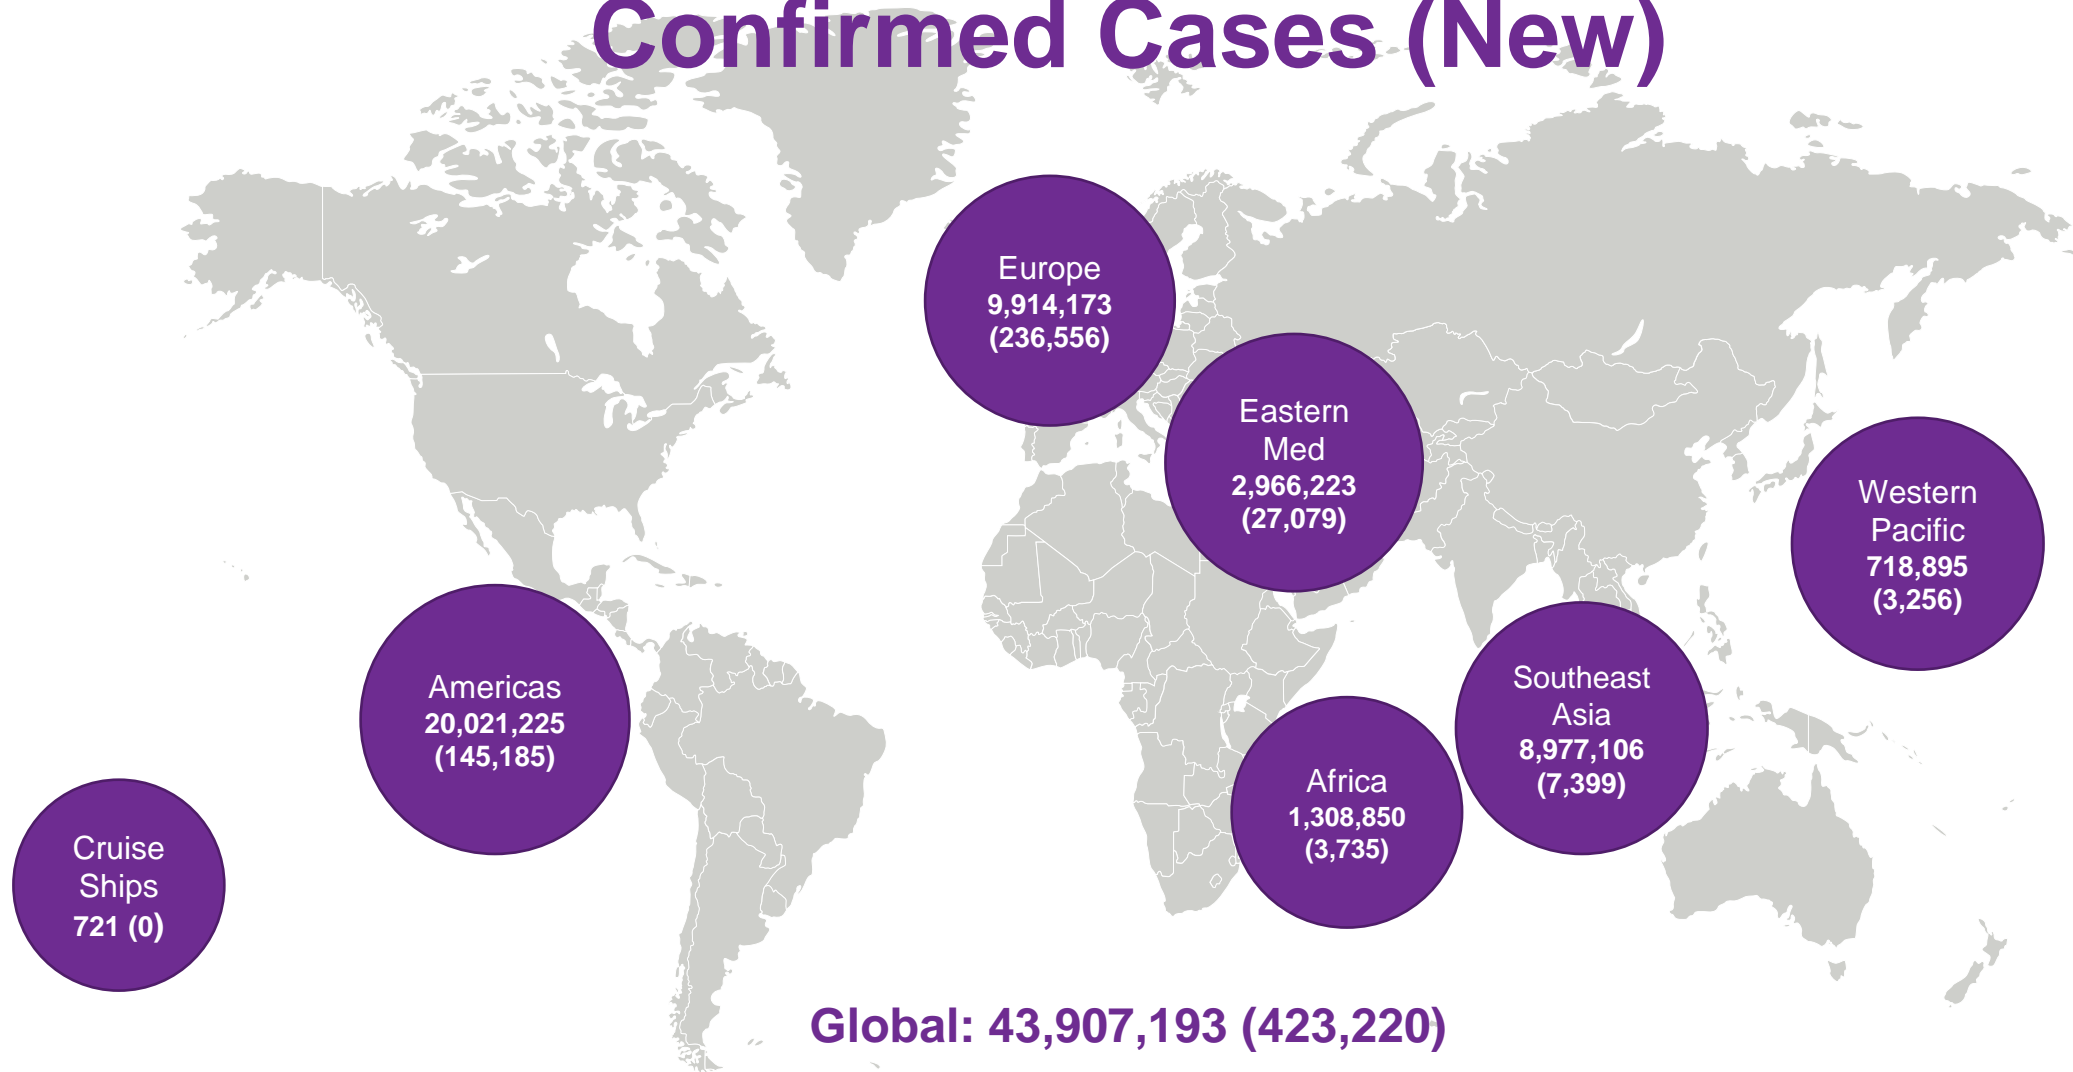 Confirmed Cases (New)
Europe
9,914,173
(236,556)
Eastern
Med
2,966,223
(27,079)
Western
Pacific
718,895
(3,256)
Americas
20,021,225
(145,185)
Southeast
Asia
8,977,106
(7,399)
Africa
1,308,850
(3,735)
Cruise
Ships
721 (0)
Global: 43,907,193 (423,220)